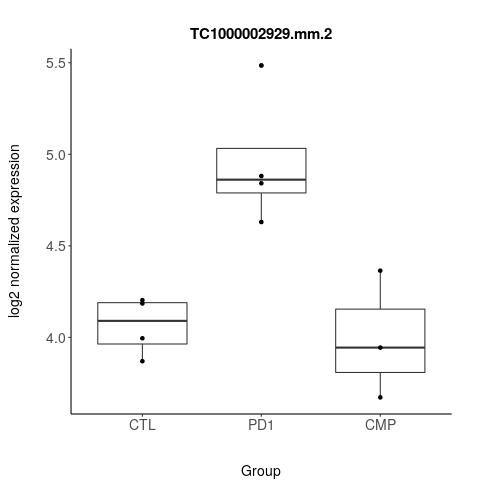 TC1000002929.mm.2
log2 normalized expression
5.5
5.0
4.5
4.0
CTL PD1 CMP
Group